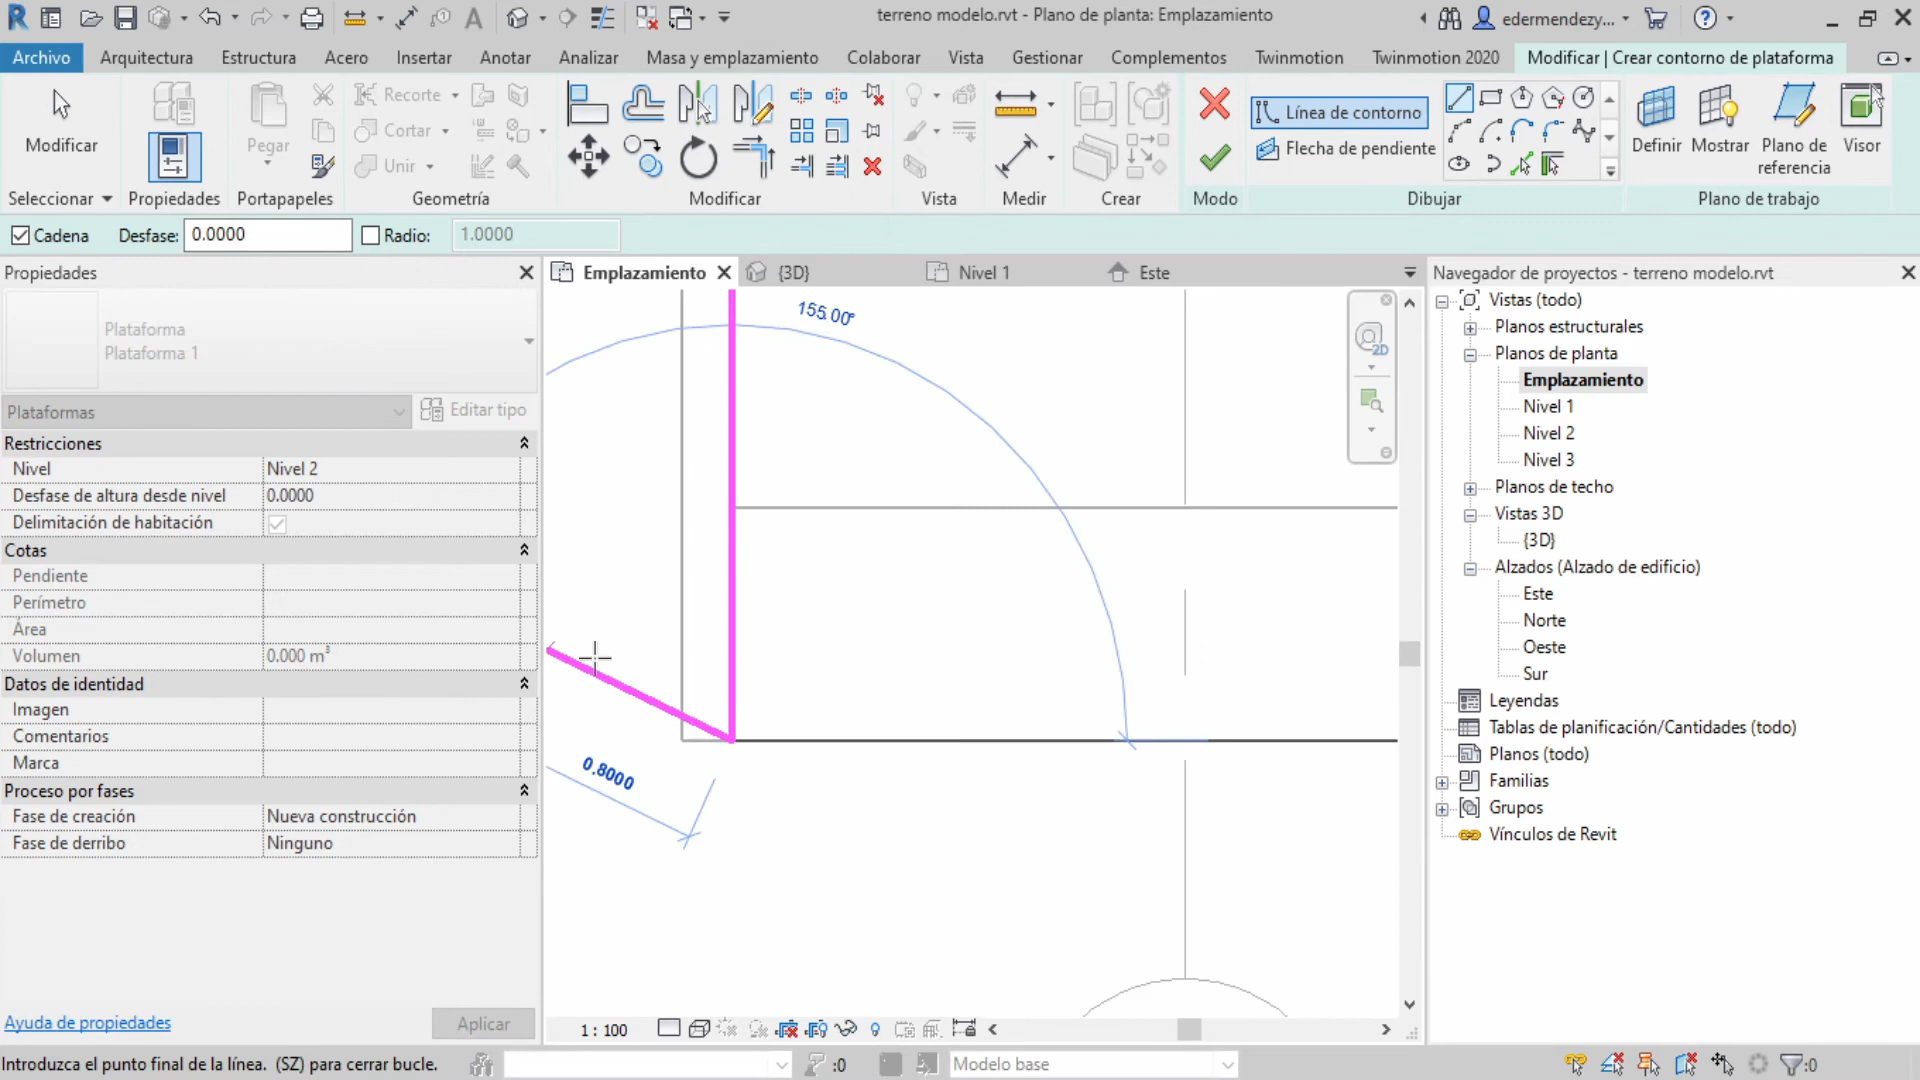 terreno modelo.rvt - Plano de planta: Emplazamiento
edermendezy...
Archivo Arquitectura Estructura Acero Insertar Anotar Analizar Masa y emplazamiento Colaborar Vista Gestionar Complementos Twinmotion Twinmotion 2020 Modificar | Crear contorno de plataforma
Modificar
Pegar
Recorte
Cortar
Unir
Línea de contorno
Flecha de pendiente
Definir
Mostrar
Plano de referencia
Visor
Seleccionar Propiedades Portapapeles Geometría Modificar Vista Medir Crear Modo Dibujar Plano de trabajo
Cadena Desfase: 0.0000 Radio: 1.0000
Propiedades
Emplazamiento {3D} Nivel 1 Este
Navegador de proyectos - terreno modelo.rvt
Plataforma
Plataforma 1
Plataformas Editar tipo
Restricciones
Nivel Nivel 2
Desfase de altura desde nivel 0.0000
Delimitación de habitación
Cotas
Pendiente
Perímetro
Área
Volumen 0.000 m³
Datos de identidad
Imagen
Comentarios
Marca
Proceso por fases
Fase de creación Nueva construcción
Fase de derribo Ninguno
Ayuda de propiedades Aplicar
155.00°
0.8000
2D
Vistas (todo)
Planos estructurales
Planos de planta
Emplazamiento
Nivel 1
Nivel 2
Nivel 3
Planos de techo
Vistas 3D
{3D}
Alzados (Alzado de edificio)
Este
Norte
Oeste
Sur
Leyendas
Tablas de planificación/Cantidades (todo)
Planos (todo)
Familias
Grupos
Vínculos de Revit
1 : 100
Introduzca el punto final de la línea. (SZ) para cerrar bucle. :0 Modelo base :0